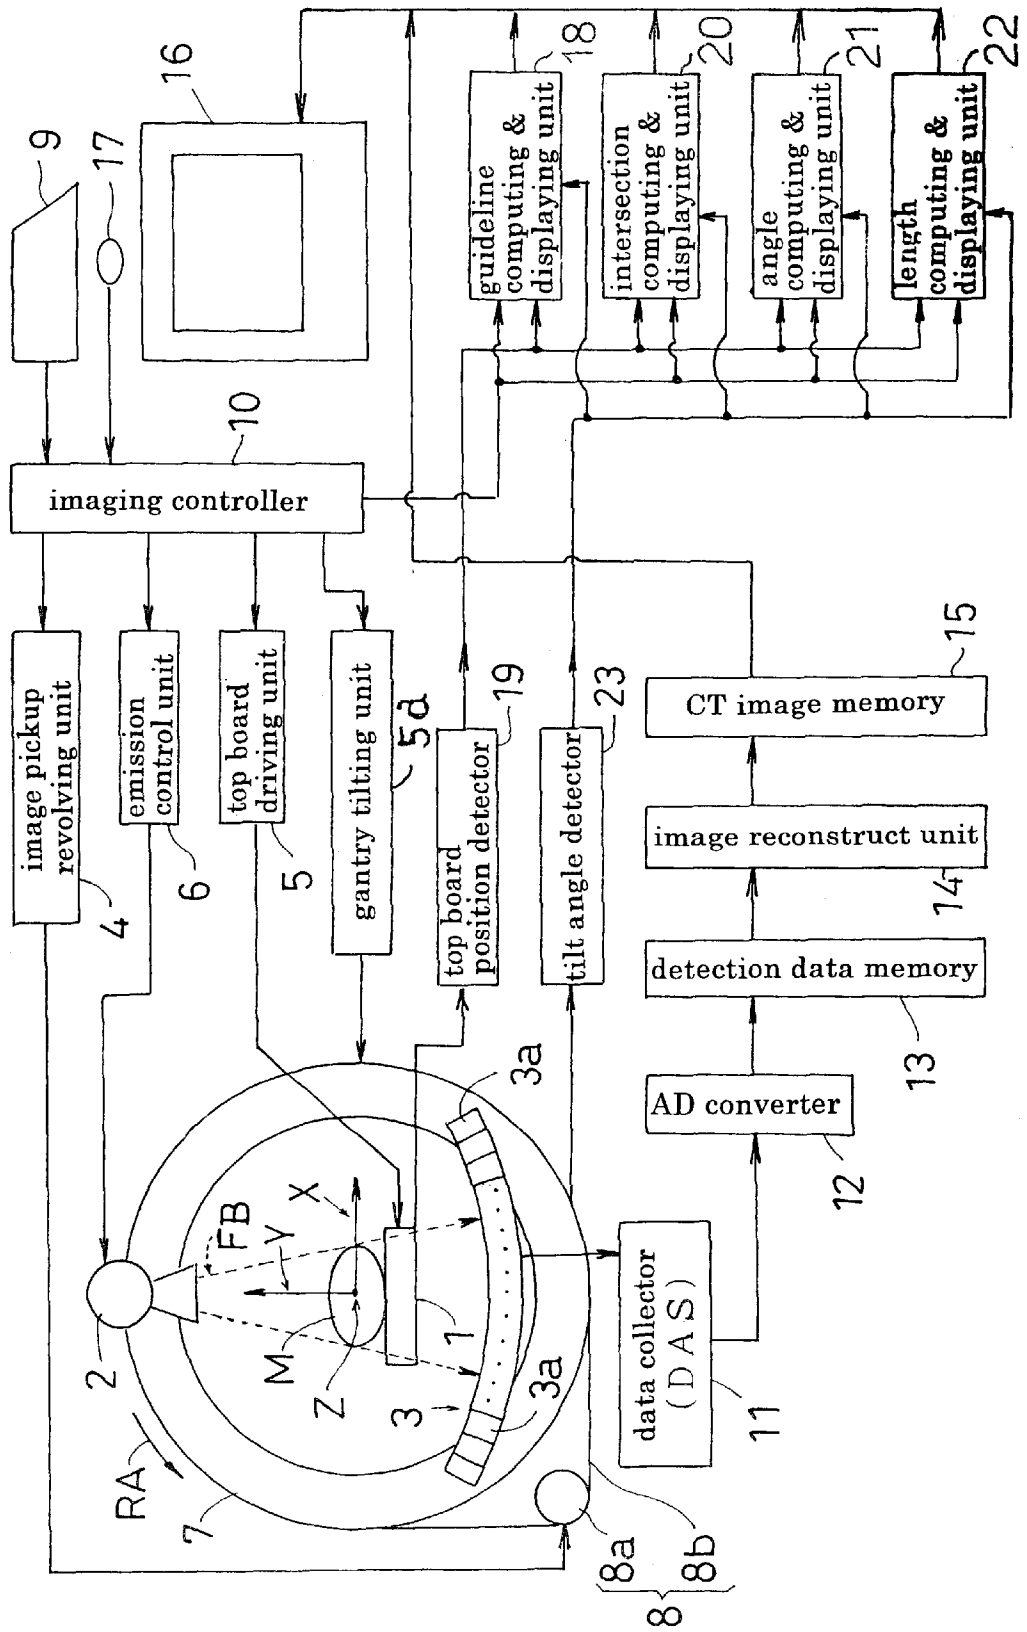 9
17
16
18
guideline
computing &
displaying unit
20
intersection
computing &
displaying unit
21
angle
computing &
displaying unit
22
length
computing &
displaying unit
10
imaging controller
image pickup
revolving unit
4
emission
control unit
6
top board
driving unit
5
gantry tilting unit
5d
top board
position detector
19
tilt angle detector
23
CT image memory
15
image reconstruct unit
14
detection data memory
13
AD converter
12
data collector
(DAS)
11
2
RA
7
FB
Y
X
M
Z
1
3
3a
3a
8a
8b
8